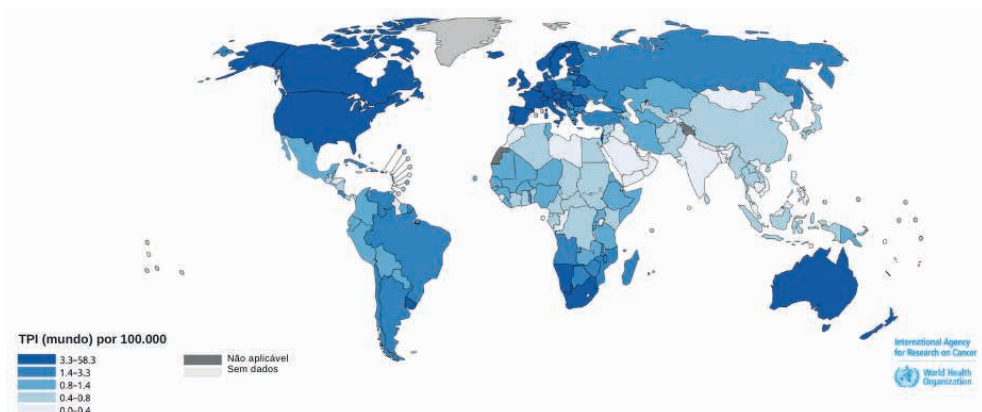 TPI (mundo) por 100.000
3.3–58.3
1.4–3.3
0.8–1.4
0.4–0.8
0.0–0.4
Não aplicável
Sem dados
International Agency
for Research on Cancer
World Health
Organization